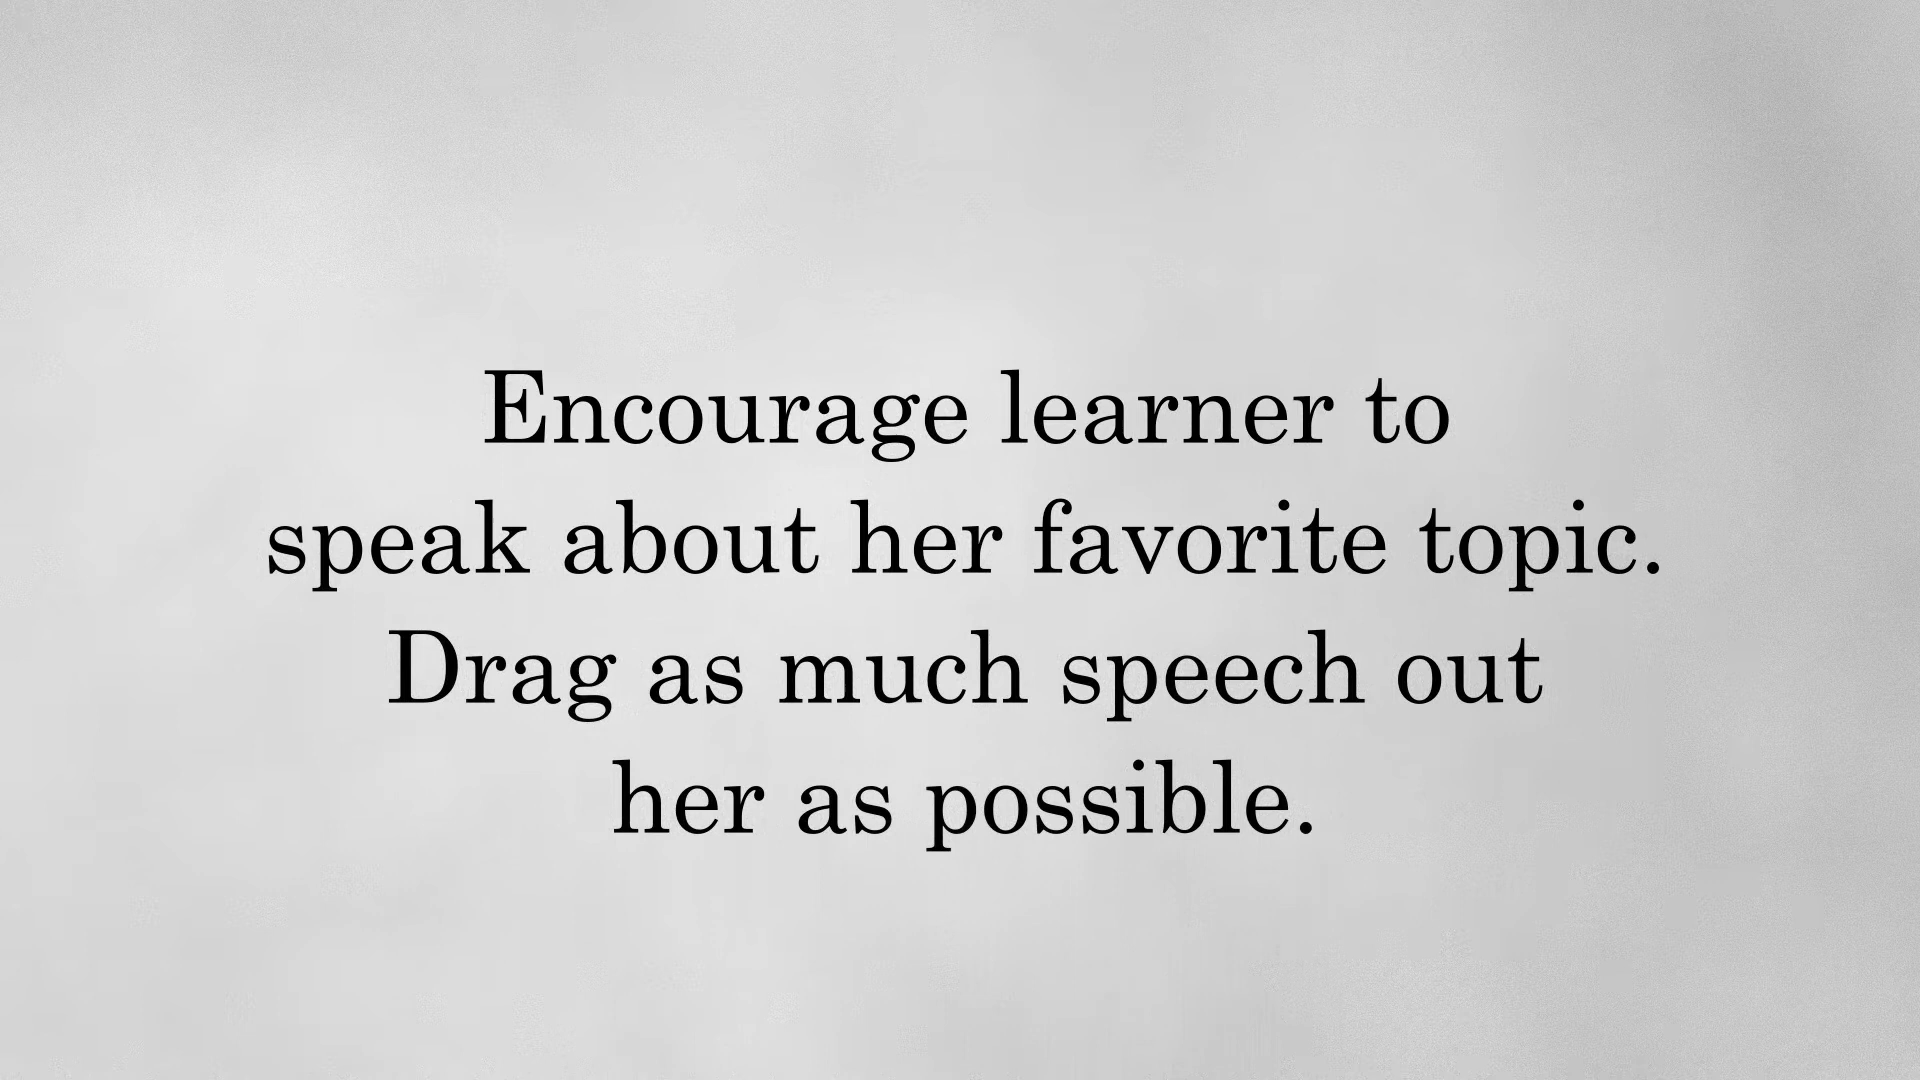 Encourage learner to
speak about her favorite topic.
Drag as much speech out
her as possible.